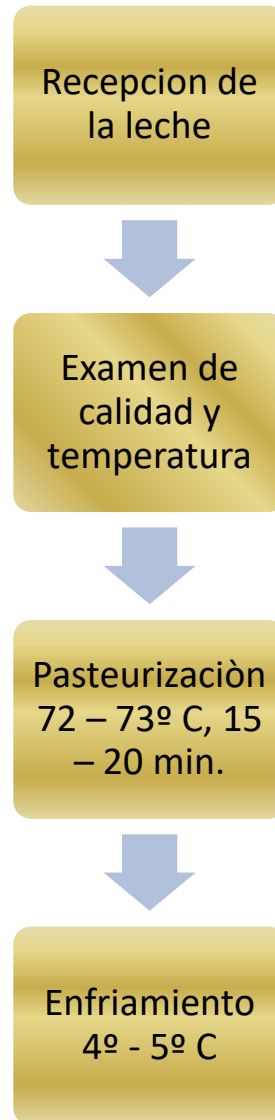 Recepcion de
la leche
Examen de
calidad y
temperatura
Pasteurizaciòn
72 – 73º C, 15
– 20 min.
Enfriamiento
4º - 5º C